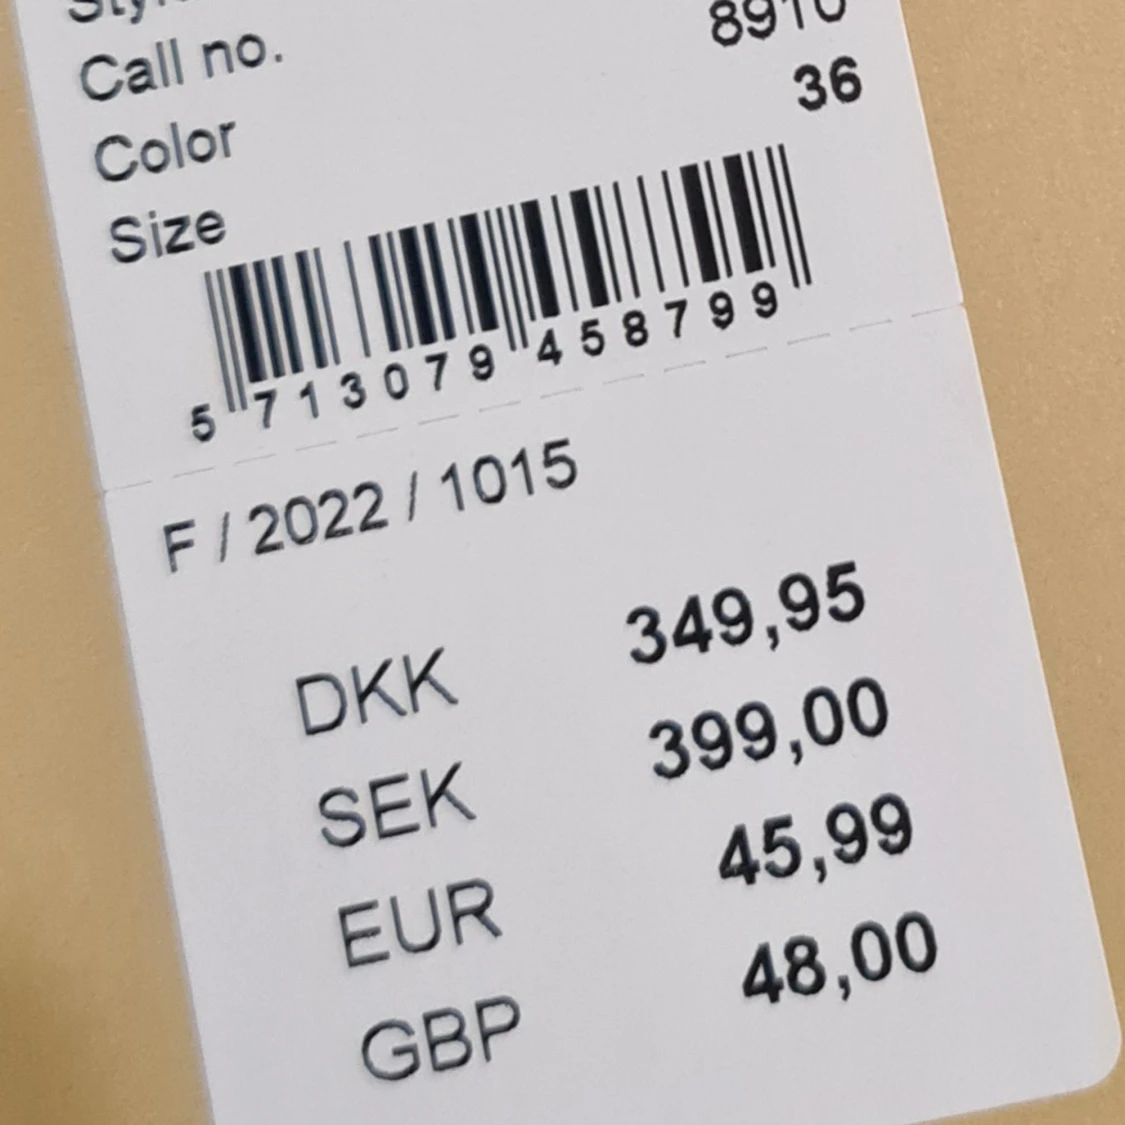 Call no.
Color 8910
Size 36
5 713079 458799
F / 2022 / 1015
DKK 349,95
SEK 399,00
EUR 45,99
GBP 48,00